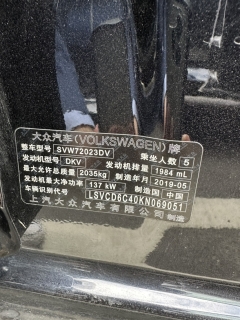 大众汽车(VOLKSWAGEN)牌
整车型号 SVW72023DV 乘坐人数 5
发动机型号 DKV 发动机排量 1984 mL
最大允许总质量 2035kg 制造年月 2019-05
发动机最大净功率 137 kW 制造国 中国
车辆识别代号 LSVCD6C40KN069051
上汽大众汽车有限公司 制造